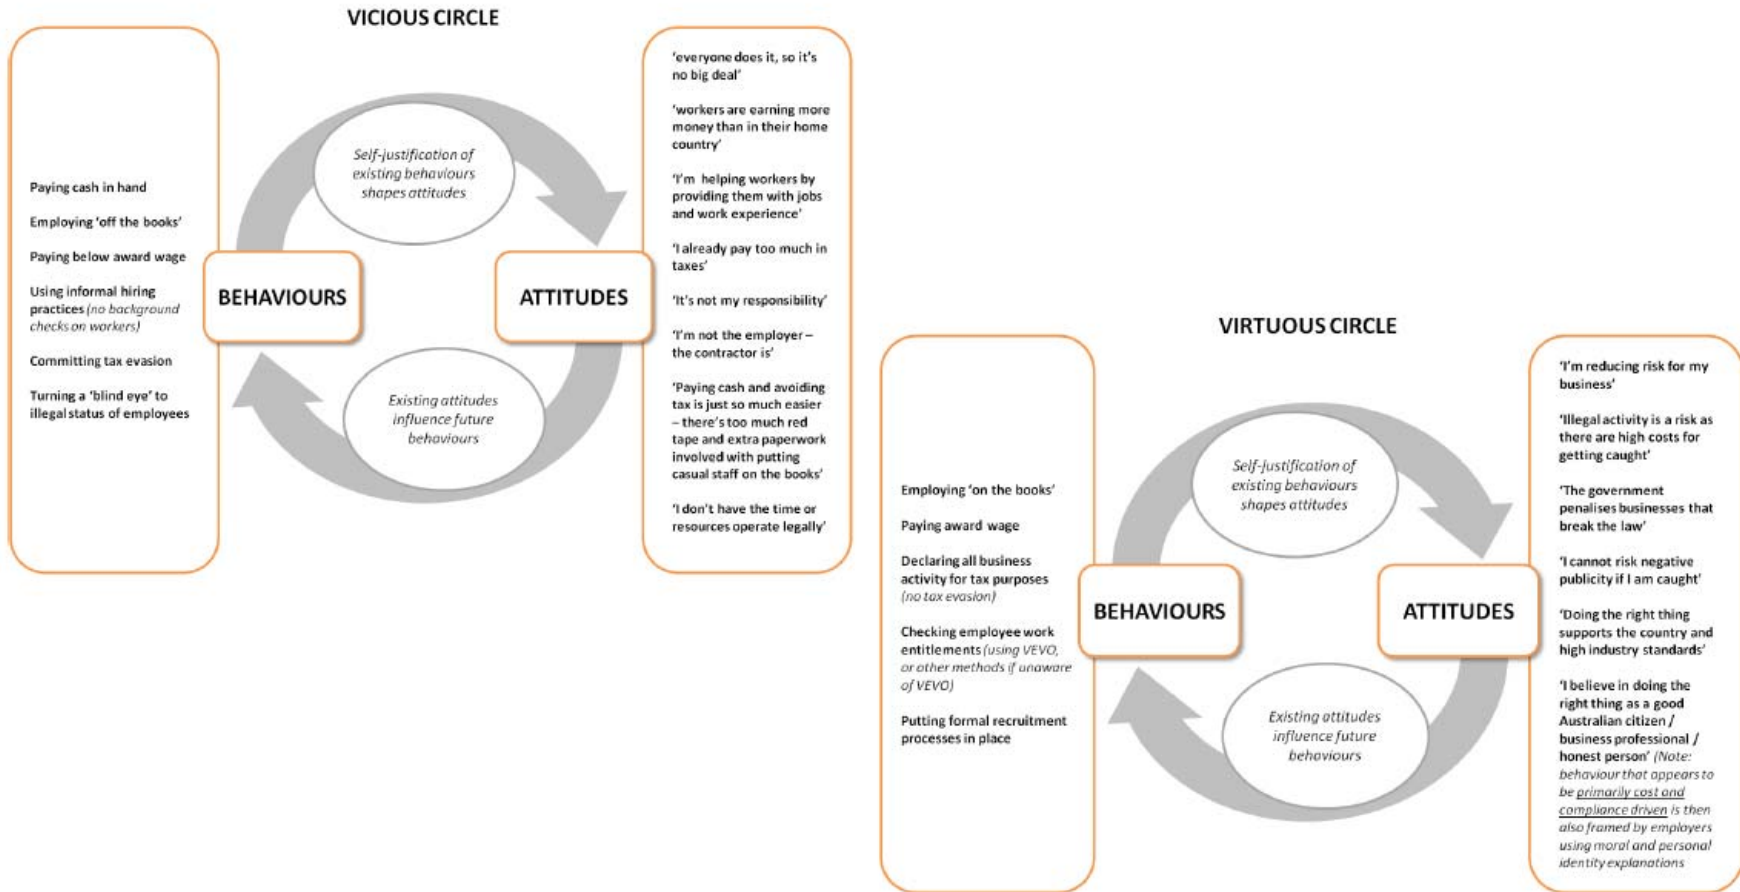 VICIOUS CIRCLE
Paying cash in hand
Employing ‘off the books’
Paying below award wage
Using informal hiring
practices (no background
checks on workers)
Committing tax evasion
Turning a ‘blind eye’ to
illegal status of employees
BEHAVIOURS
Self-justification of
existing behaviours
shapes attitudes
Existing attitudes
influence future
behaviours
ATTITUDES
‘everyone does it, so it’s
no big deal’
‘workers are earning more
money than in their home
country’
‘I’m helping workers by
providing them with jobs
and work experience’
‘I already pay too much in
taxes’
‘It’s not my responsibility’
‘I’m not the employer –
the contractor is’
‘Paying cash and avoiding
tax is just so much easier
– there’s too much red
tape and extra paperwork
involved with putting
casual staff on the books’
‘I don’t have the time or
resources operate legally’
VIRTUOUS CIRCLE
Employing ‘on the books’
Paying award wage
Declaring all business
activity for tax purposes
(no tax evasion)
Checking employee work
entitlements (using VEVO,
or other methods if unaware
of VEVO)
Putting formal recruitment
processes in place
BEHAVIOURS
Self-justification of
existing behaviours
shapes attitudes
Existing attitudes
influence future
behaviours
ATTITUDES
‘I’m reducing risk for my
business’
‘Illegal activity is a risk as
there are high costs for
getting caught’
‘The government
penalises businesses that
break the law’
‘I cannot risk negative
publicity if I am caught’
‘Doing the right thing
supports the country and
high industry standards’
‘I believe in doing the
right thing as a good
Australian citizen /
business professional /
honest person’ (Note:
behaviour that appears to
be primarily cost and
compliance driven is then
also framed by employers
using moral and personal
identity explanations